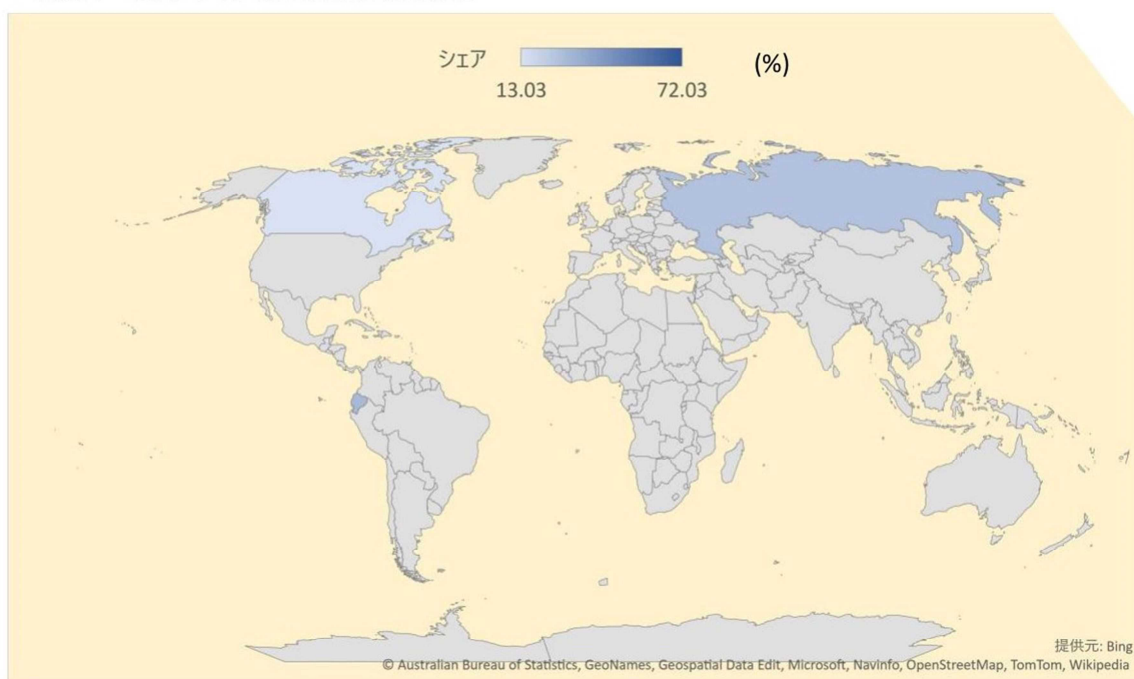 シェア
(%)
13.03
72.03
提供元: Bing
© Australian Bureau of Statistics, GeoNames, Geospatial Data Edit, Microsoft, Navinfo, OpenStreetMap, TomTom, Wikipedia